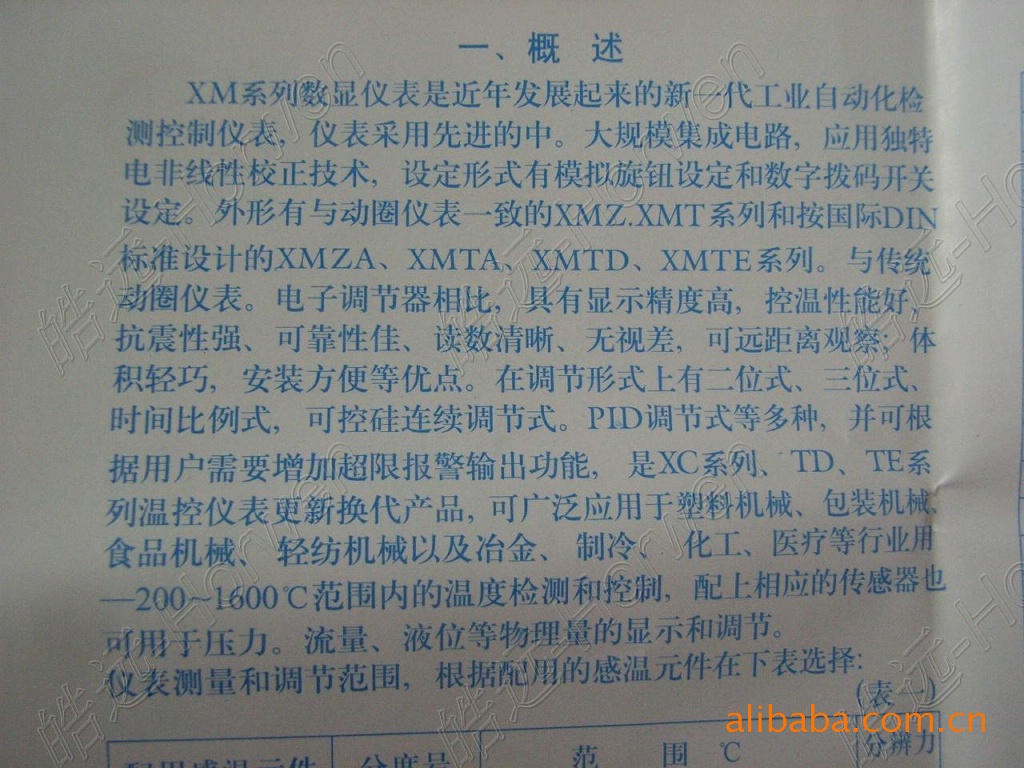 一、概 述
XM系列数显仪表是近年发展起来的新一代工业自动化检
测控制仪表, 仪表采用先进的中。大规模集成电路, 应用独特
电非线性校正技术, 设定形式有模拟旋钮设定和数字拨码开关
设定。外形有与动圈仪表一致的XMZ.XMT系列和按国际DIN
标准设计的XMZA、XMTA、XMTD、XMTE系列。与传统
动圈仪表。电子调节器相比, 具有显示精度高, 控温性能好,
抗震性强、可靠性佳、读数清晰、无视差, 可远距离观察; 体
积轻巧, 安装方便等优点。在调节形式上有二位式、三位式、
时间比例式, 可控硅连续调节式。PID调节式等多种, 并可根
据用户需要增加超限报警输出功能, 是XC系列、TD、TE系
列温控仪表更新换代产品, 可广泛应用于塑料机械、包装机械、
食品机械、轻纺机械以及冶金、制冷、化工、医疗等行业用
—200~1600℃范围内的温度检测和控制, 配上相应的传感器也
可用于压力。流量、液位等物理量的显示和调节。
仪表测量和调节范围, 根据配用的感温元件在下表选择:
(表一)
alibaba.com.cn
配用感温元件 分度号 范 围 ℃ 分辨力
皓远-Horyen